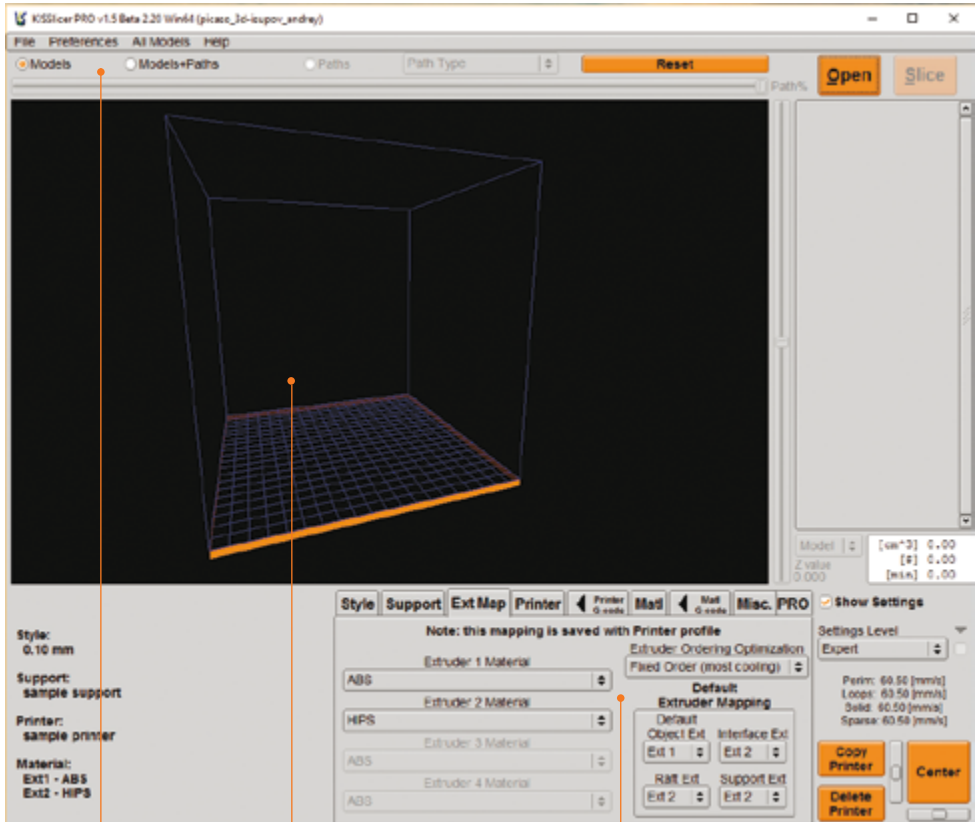 KISSlicer PRO v1.5 Beta 2.20 Win64 (picaso_3d-isupov_andrey)
File Preferences All Models Help
Models Models+Paths Paths Path Type Reset
Open Slice
Path%
Model [cm^3] 0.00
Z value [$] 0.00
0.000 [min] 0.00
Style Support Ext Map Printer Printer G-code Matl Matl G-code Misc. PRO
Show Settings
Note: this mapping is saved with Printer profile
Style:
0.10 mm
Support:
sample support
Printer:
sample printer
Material:
Ext1 - ABS
Ext2 - HIPS
Extruder 1 Material
ABS
Extruder 2 Material
HIPS
Extruder 3 Material
ABS
Extruder 4 Material
ABS
Extruder Ordering Optimization
Fixed Order (most cooling)
Default
Extruder Mapping
Default
Object Ext Interface Ext
Ext 1 Ext 2
Raft Ext Support Ext
Ext 2 Ext 2
Settings Level
Expert
Perim: 60.50 [mm/s]
Loops: 60.50 [mm/s]
Solid: 60.50 [mm/s]
Sparse: 60.50 [mm/s]
Copy
Printer
Center
Delete
Printer